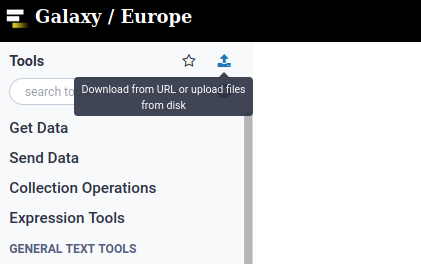 Galaxy / Europe
Tools
Download from URL or upload files
from disk
search to
Get Data
Send Data
Collection Operations
Expression Tools
GENERAL TEXT TOOLS